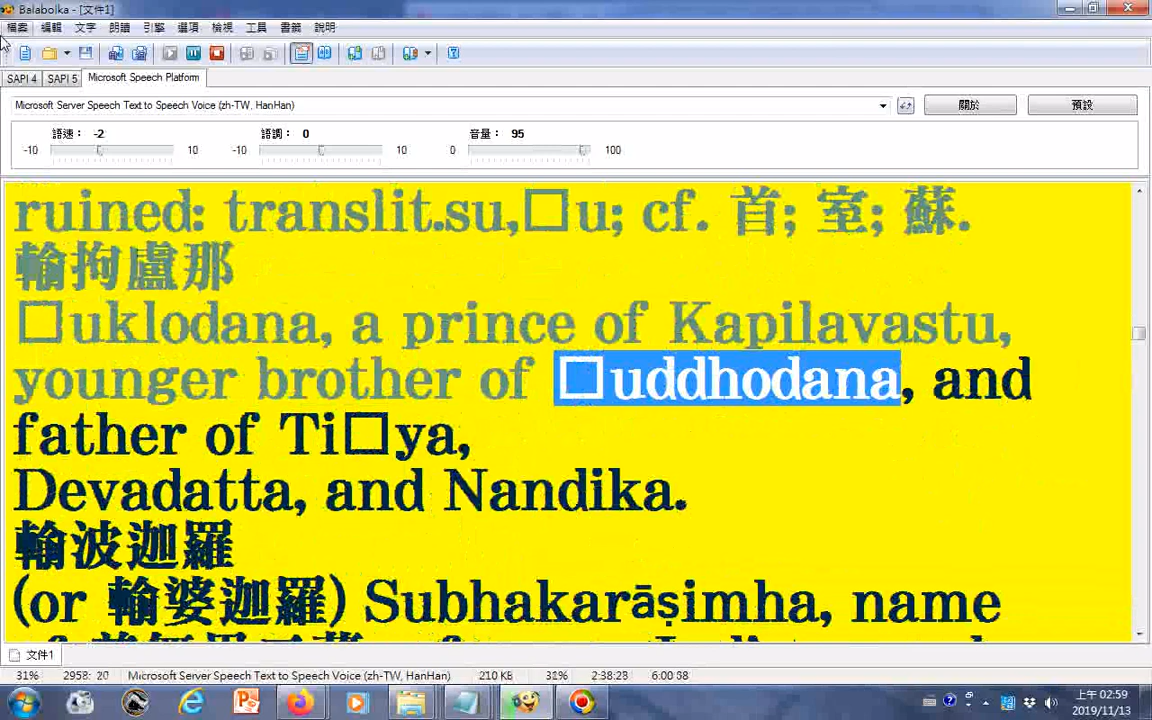 Balabolka - [文件1]
檔案 編輯 文字 朗讀 引擎 選項 檢視 工具 書籤 說明
SAPI 4 SAPI 5 Microsoft Speech Platform
Microsoft Server Speech Text to Speech Voice (zh-TW, HanHan) 關於 預設
語速： -2 語調： 0 音量： 95
-10 10 -10 10 0 100
ruined: translit.su,□u; cf. 首; 室; 蘇.
輸拘盧那
□uklodana, a prince of Kapilavastu,
younger brother of □uddhodana, and
father of Ti□ya,
Devadatta, and Nandika.
輸波迦羅
(or 輸婆迦羅) Subhakarāṣimha, name
文件1
31% 2958: 20 Microsoft Server Speech Text to Speech Voice (zh-TW, HanHan) 210 KB 32% 2:38:23 6:00:58
上午 02:59
2019/11/13